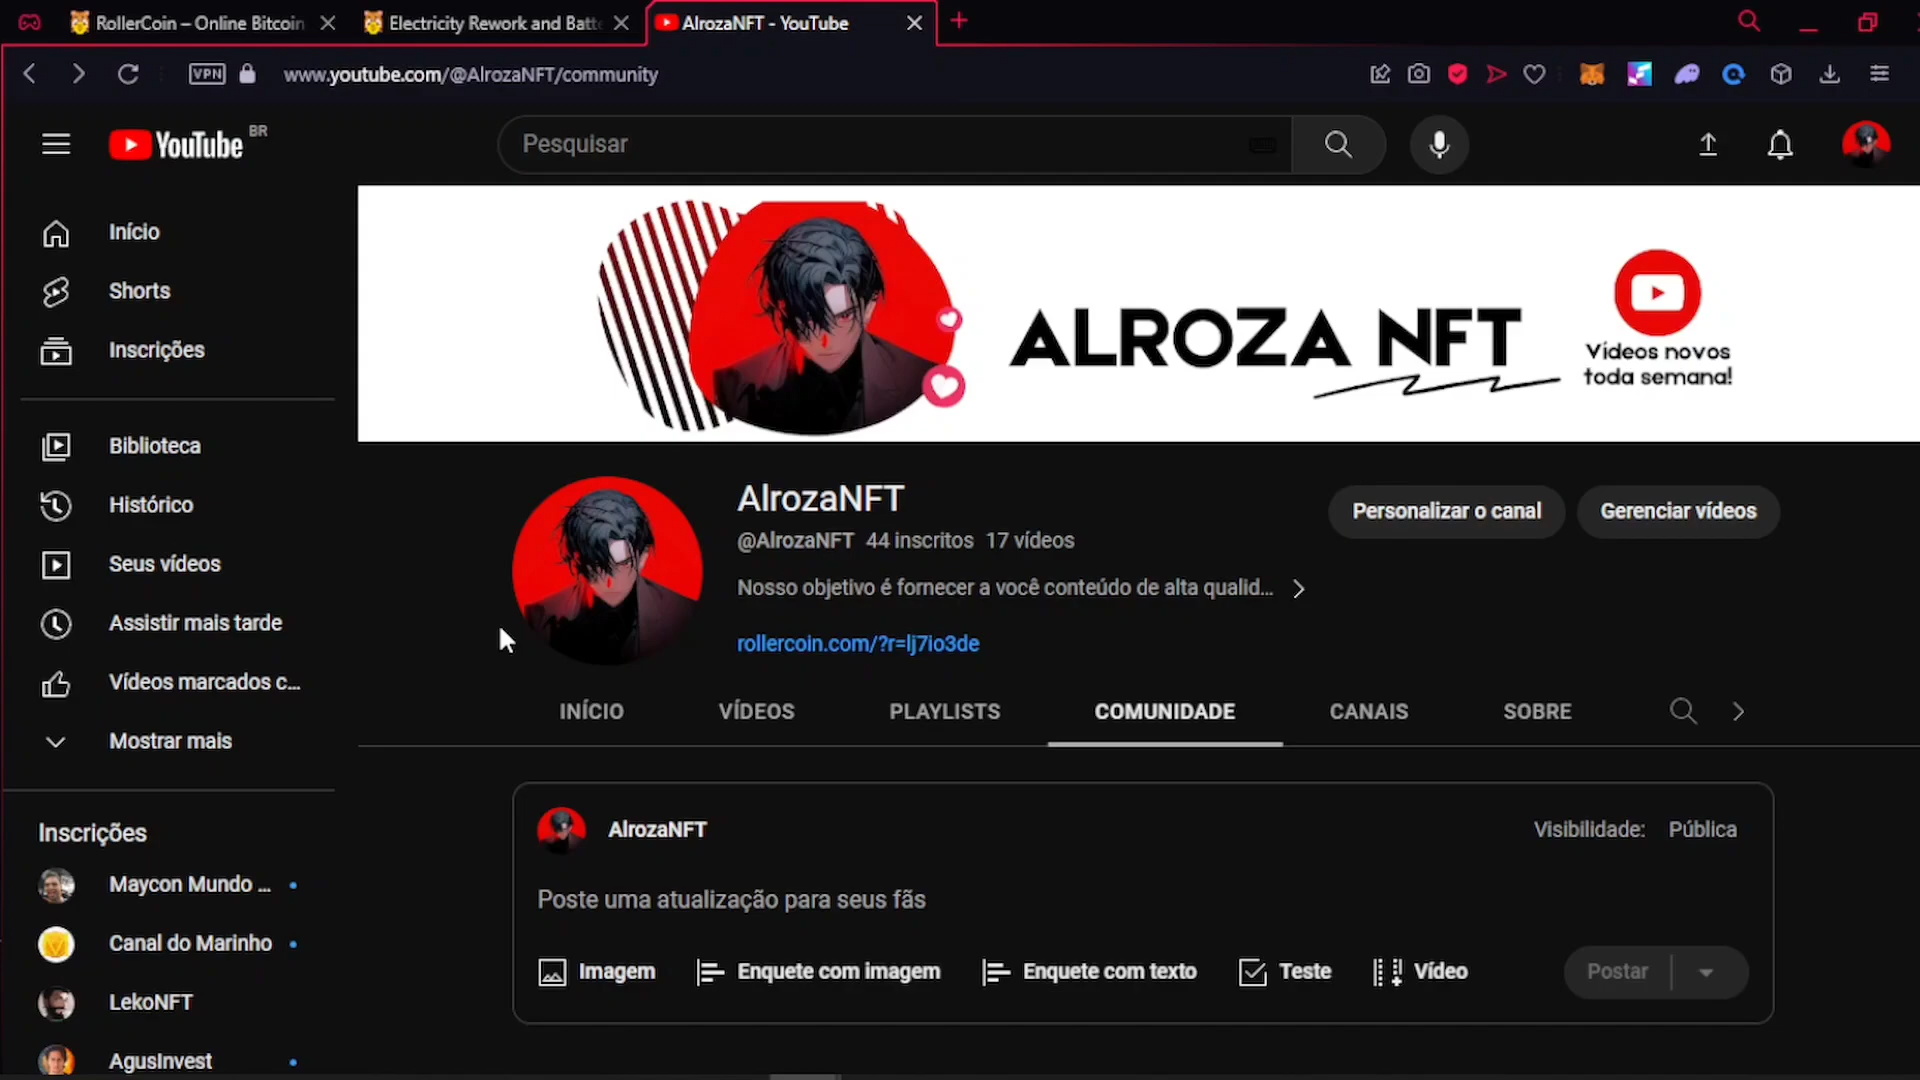 RollerCoin – Online Bitcoin
Electricity Rework and Batte
AlrozaNFT - YouTube
VPN
www.youtube.com/@AlrozaNFT/community
YouTube BR
Pesquisar
Início
Shorts
Inscrições
Biblioteca
Histórico
Seus vídeos
Assistir mais tarde
Vídeos marcados c...
Mostrar mais
Inscrições
Maycon Mundo ...
Canal do Marinho
LekoNFT
AgusInvest
ALROZA NFT
Vídeos novos
toda semana!
AlrozaNFT
@AlrozaNFT 44 inscritos 17 vídeos
Nosso objetivo é fornecer a você conteúdo de alta qualid...
rollercoin.com/?r=lj7io3de
Personalizar o canal
Gerenciar vídeos
INÍCIO
VÍDEOS
PLAYLISTS
COMUNIDADE
CANAIS
SOBRE
AlrozaNFT
Visibilidade: Pública
Poste uma atualização para seus fãs
Imagem
Enquete com imagem
Enquete com texto
Teste
Vídeo
Postar